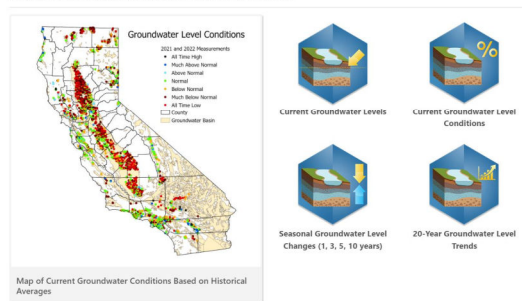 Groundwater Level Conditions
2021 and 2022 Measurements
All Time High
Much Above Normal
Above Normal
Normal
Below Normal
Much Below Normal
All Time Low
County
Groundwater Basin
Map of Current Groundwater Conditions Based on Historical
Averages
Current Groundwater Levels
%
Current Groundwater Level
Conditions
Seasonal Groundwater Level
Changes (1, 3, 5, 10 years)
20-Year Groundwater Level
Trends